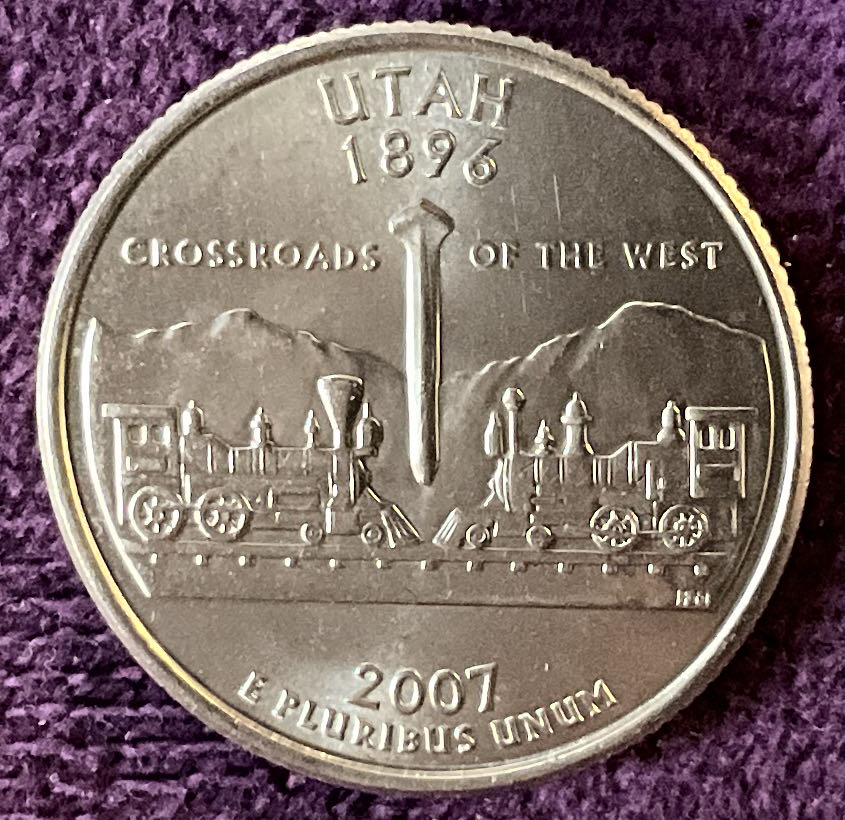 UTAH
1896
CROSSROADS OF THE WEST
2007
E PLURIBUS UNUM